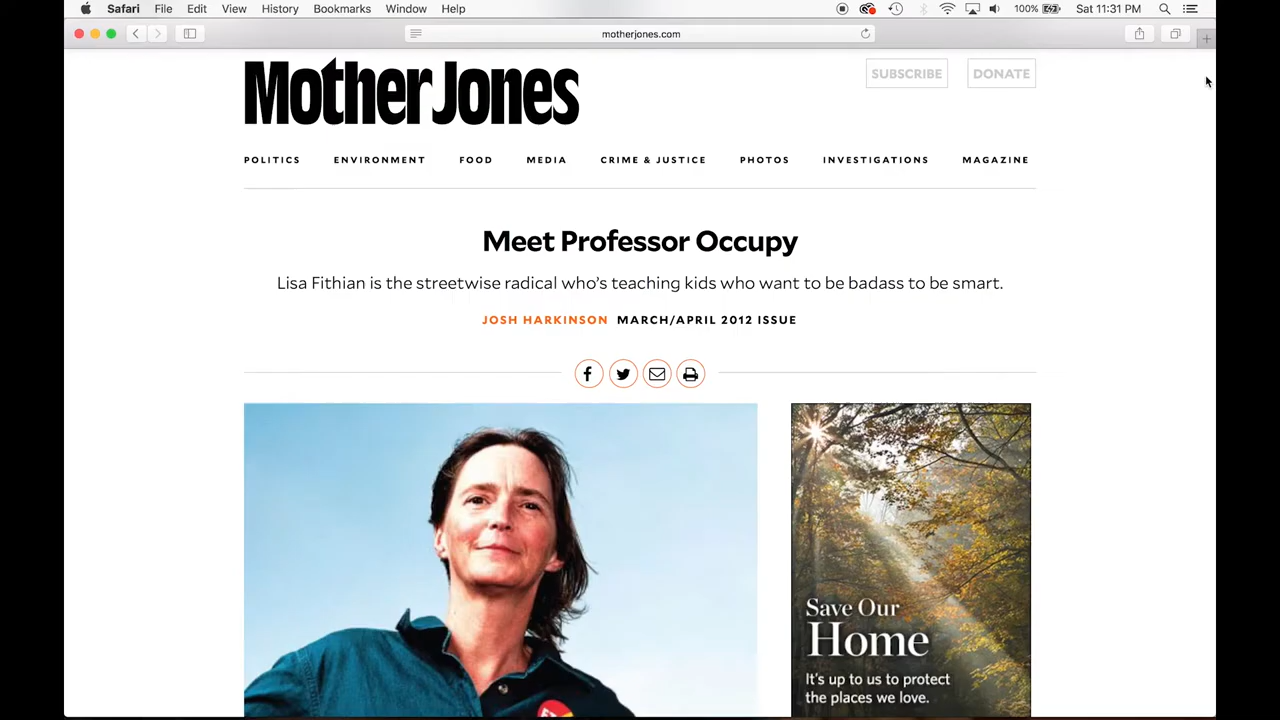 Safari File Edit View History Bookmarks Window Help 100% Sat 11:31 PM
motherjones.com
Mother Jones
SUBSCRIBE DONATE
POLITICS ENVIRONMENT FOOD MEDIA CRIME & JUSTICE PHOTOS INVESTIGATIONS MAGAZINE
Meet Professor Occupy
Lisa Fithian is the streetwise radical who's teaching kids who want to be badass to be smart.
JOSH HARKINSON MARCH/APRIL 2012 ISSUE
Save Our
Home
It's up to us to protect
the places we love.